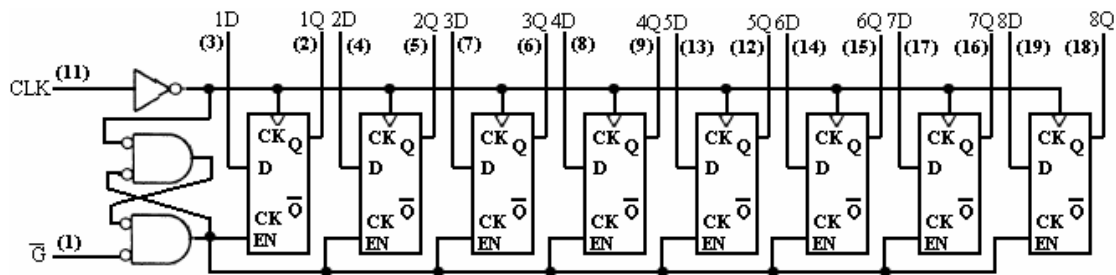 1D 1Q 2D 2Q 3D 3Q 4D 4Q 5D 5Q 6D 6Q 7D 7Q 8D 8Q
(3) (2) (4) (5) (7) (6) (8) (9) (13) (12) (14) (15) (17) (16) (19) (18)
CLK (11)
CK CK CK CK CK CK CK CK
Q Q Q Q Q Q Q Q
D D D D D D D D
Q̅ Q̅ Q̅ Q̅ Q̅ Q̅ Q̅ Q̅
CK CK CK CK CK CK CK CK
G̅ (1) EN EN EN EN EN EN EN EN